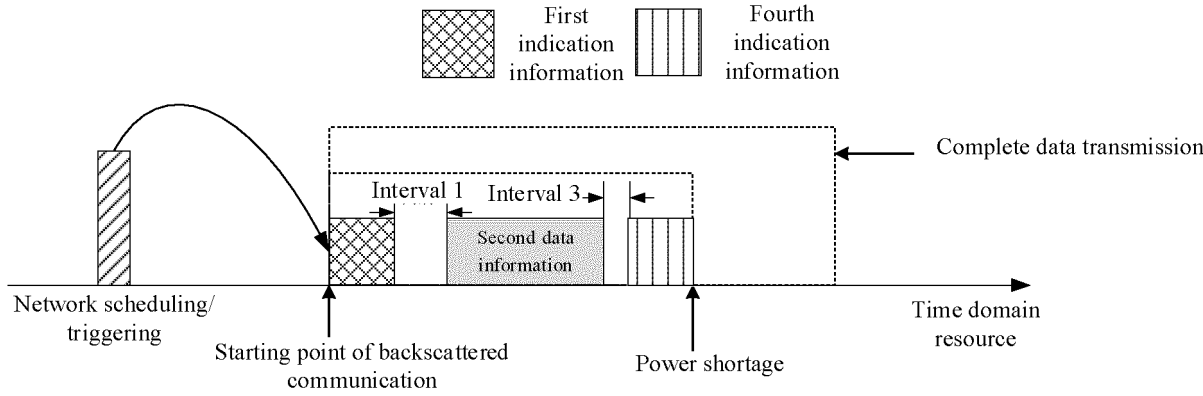 First
indication
information
Fourth
indication
information
Complete data transmission
Interval 1
Interval 3
Second data
information
Network scheduling/
triggering
Time domain
resource
Starting point of backscattered
communication
Power shortage